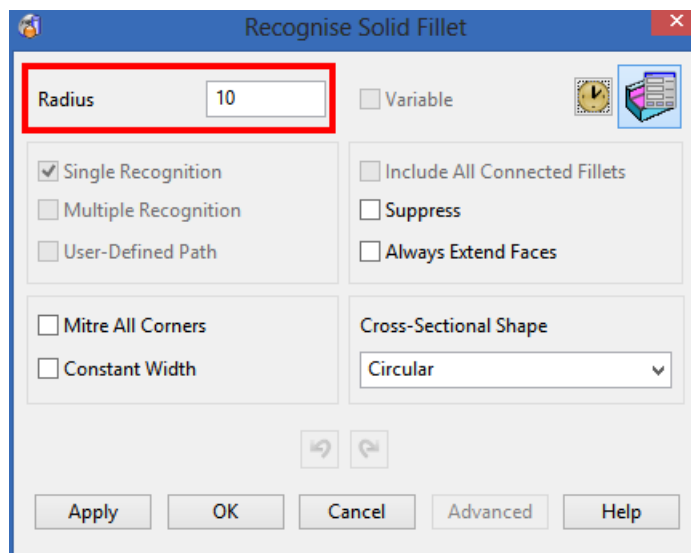 Recognise Solid Fillet
Radius 10
Variable
Single Recognition
Multiple Recognition
User-Defined Path
Include All Connected Fillets
Suppress
Always Extend Faces
Mitre All Corners
Constant Width
Cross-Sectional Shape
Circular
Apply OK Cancel Advanced Help